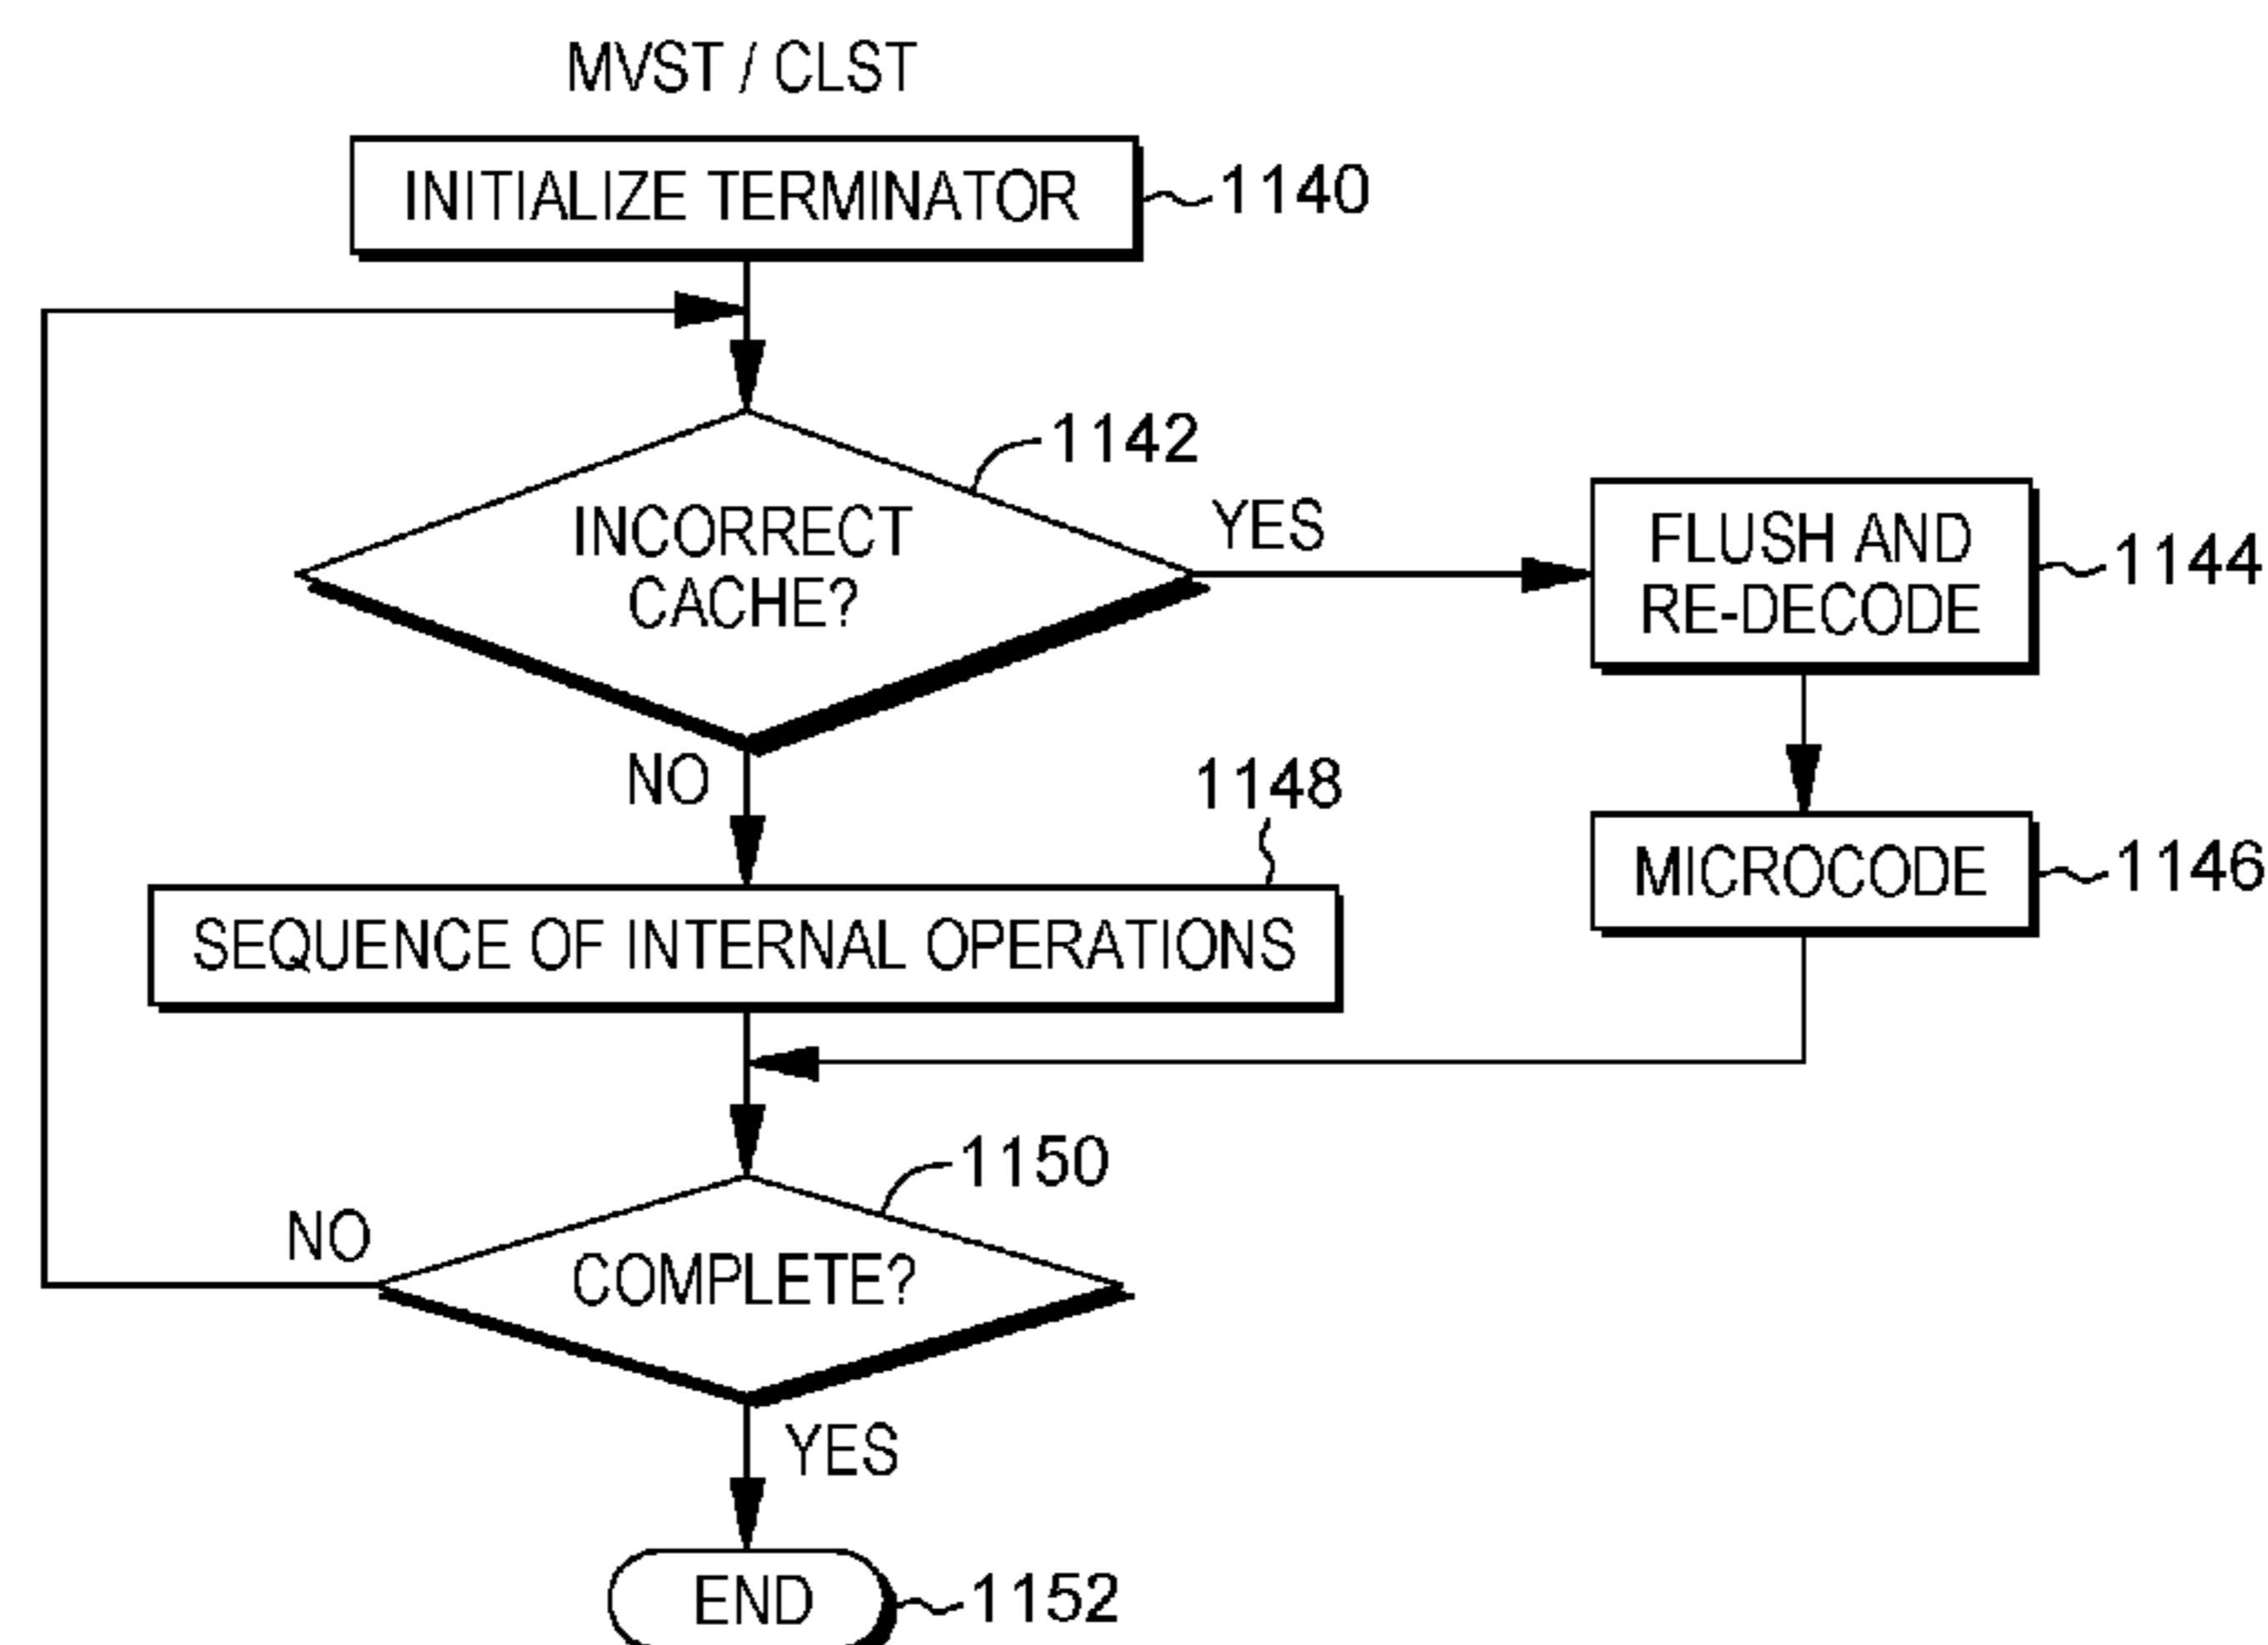 MVST / CLST
INITIALIZE TERMINATOR
1140
1142
INCORRECT
CACHE?
YES
FLUSH AND
RE-DECODE
1144
NO
1148
MICROCODE
1146
SEQUENCE OF INTERNAL OPERATIONS
1150
NO
COMPLETE?
YES
END
1152